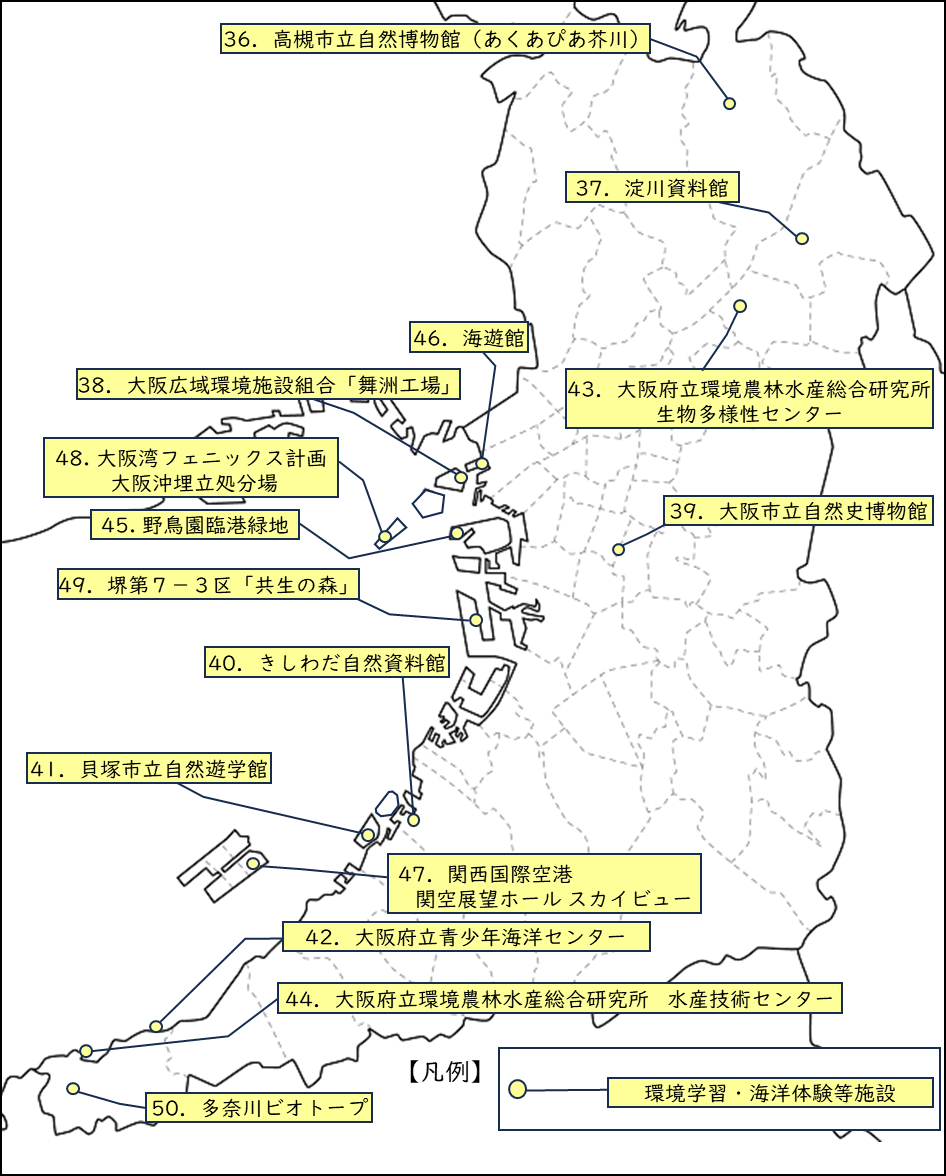 36．高槻市立自然博物館（あくあぴあ芥川）
37．淀川資料館
46．海遊館
38．大阪広域環境施設組合「舞洲工場」
43．大阪府立環境農林水産総合研究所
生物多様性センター
48．大阪湾フェニックス計画
大阪沖埋立処分場
39．大阪市立自然史博物館
45．野鳥園臨港緑地
49．堺第７－３区「共生の森」
40．きしわだ自然資料館
41．貝塚市立自然遊学館
47．関西国際空港
関空展望ホール スカイビュー
42．大阪府立青少年海洋センター
44．大阪府立環境農林水産総合研究所　水産技術センター
【凡例】
環境学習・海洋体験等施設
50．多奈川ビオトープ